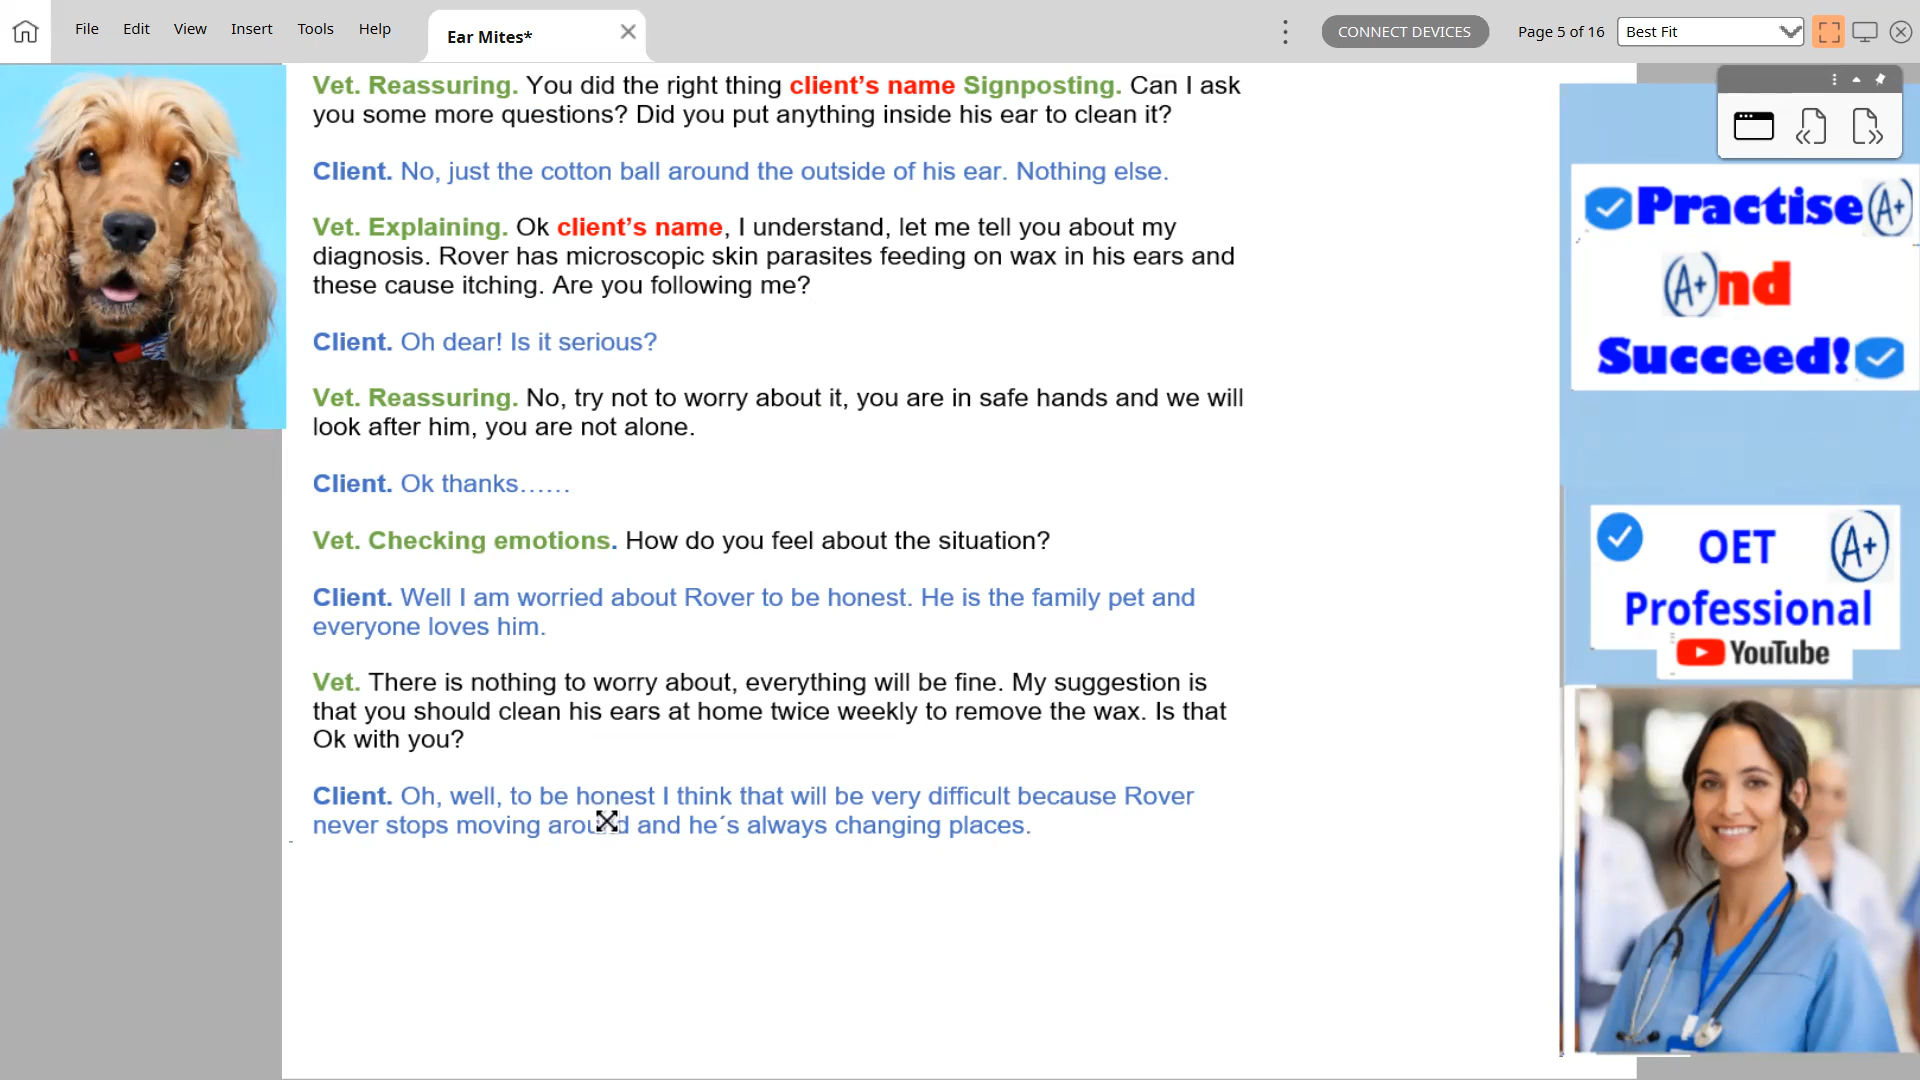 File Edit View Insert Tools Help
Ear Mites*
CONNECT DEVICES
Page 5 of 16
Best Fit
Vet. Reassuring. You did the right thing client’s name Signposting. Can I ask
you some more questions? Did you put anything inside his ear to clean it?
Client. No, just the cotton ball around the outside of his ear. Nothing else.
Vet. Explaining. Ok client’s name, I understand, let me tell you about my
diagnosis. Rover has microscopic skin parasites feeding on wax in his ears and
these cause itching. Are you following me?
Client. Oh dear! Is it serious?
Vet. Reassuring. No, try not to worry about it, you are in safe hands and we will
look after him, you are not alone.
Client. Ok thanks……
Vet. Checking emotions. How do you feel about the situation?
Client. Well I am worried about Rover to be honest. He is the family pet and
everyone loves him.
Vet. There is nothing to worry about, everything will be fine. My suggestion is
that you should clean his ears at home twice weekly to remove the wax. Is that
Ok with you?
Client. Oh, well, to be honest I think that will be very difficult because Rover
never stops moving around and he´s always changing places.
Practise A+
A+nd
Succeed!
OET A+
Professional
YouTube